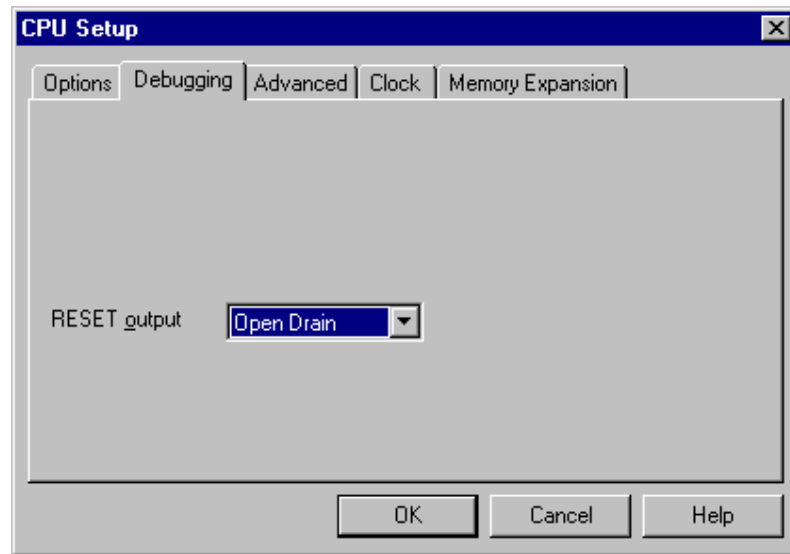 CPU Setup
Options Debugging Advanced Clock Memory Expansion
RESET output Open Drain
OK Cancel Help